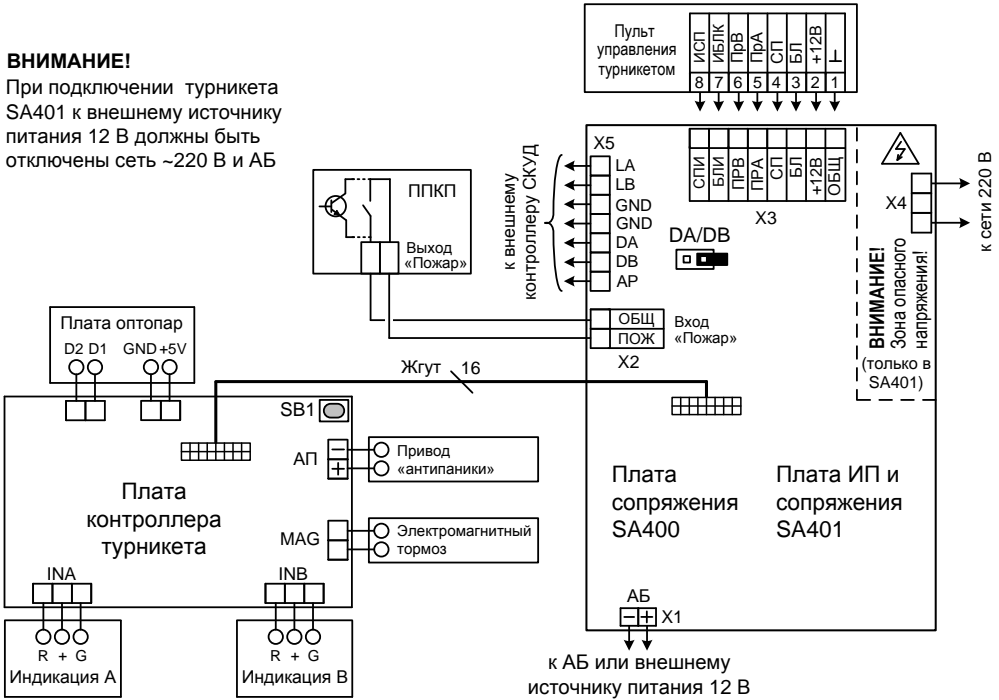 ВНИМАНИЕ!
При подключении турникета
SA401 к внешнему источнику
питания 12 В должны быть
отключены сеть ~220 В и АБ
Пульт
управления
турникетом
ИСП
ИБЛК
ПрВ
ПрА
СП
БЛ
+12В
⊥
8 7 6 5 4 3 2 1
X5
LA
LB
GND
GND
DA
DB
AP
к внешнему
контроллеру СКУД
СПИ
БЛИ
ПРВ
ПРА
СП
БЛ
+12В
ОБЩ
X3
DA/DB
X4
к сети 220 В
ВНИМАНИЕ!
Зона опасного
напряжения!
(только в
SA401)
ППКП
Выход
«Пожар»
ОБЩ
ПОЖ
Вход
«Пожар»
X2
Плата оптопар
D2 D1 GND +5V
Жгут 16
SB1
АП
−
+
Привод
«антипаники»
Плата
контроллера
турникета
MAG
Электромагнитный
тормоз
INA
INB
R + G
Индикация А
R + G
Индикация В
Плата
сопряжения
SA400
Плата ИП и
сопряжения
SA401
АБ
− + X1
к АБ или внешнему
источнику питания 12 В